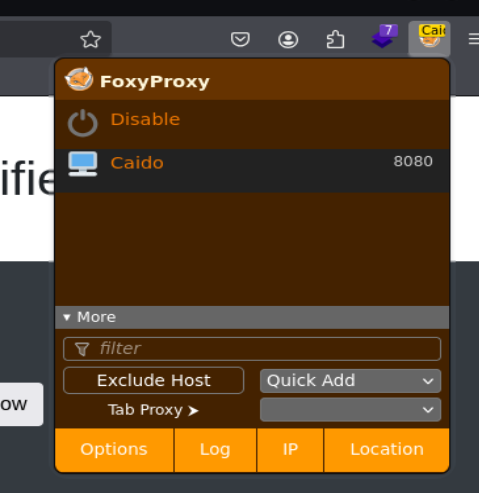 7
Caid
FoxyProxy
Disable
Caido 8080
ifie
▾ More
filter
Exclude Host Quick Add
ow
Tab Proxy ➤
Options Log IP Location